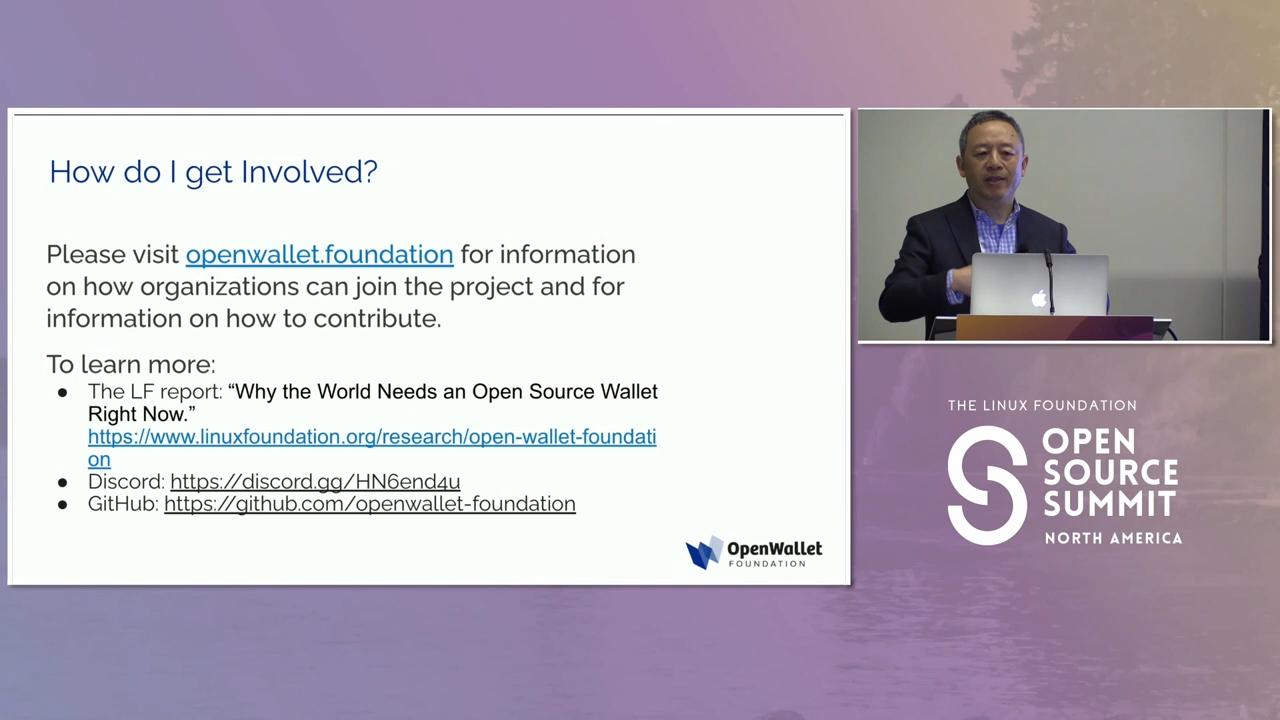 How do I get Involved?
Please visit openwallet.foundation for information
on how organizations can join the project and for
information on how to contribute.
To learn more:
● The LF report: “Why the World Needs an Open Source Wallet
Right Now.”
https://www.linuxfoundation.org/research/open-wallet-foundati
on
● Discord: https://discord.gg/HN6end4u
● GitHub: https://github.com/openwallet-foundation
OpenWallet
FOUNDATION
THE LINUX FOUNDATION
OPEN
SOURCE
SUMMIT
NORTH AMERICA